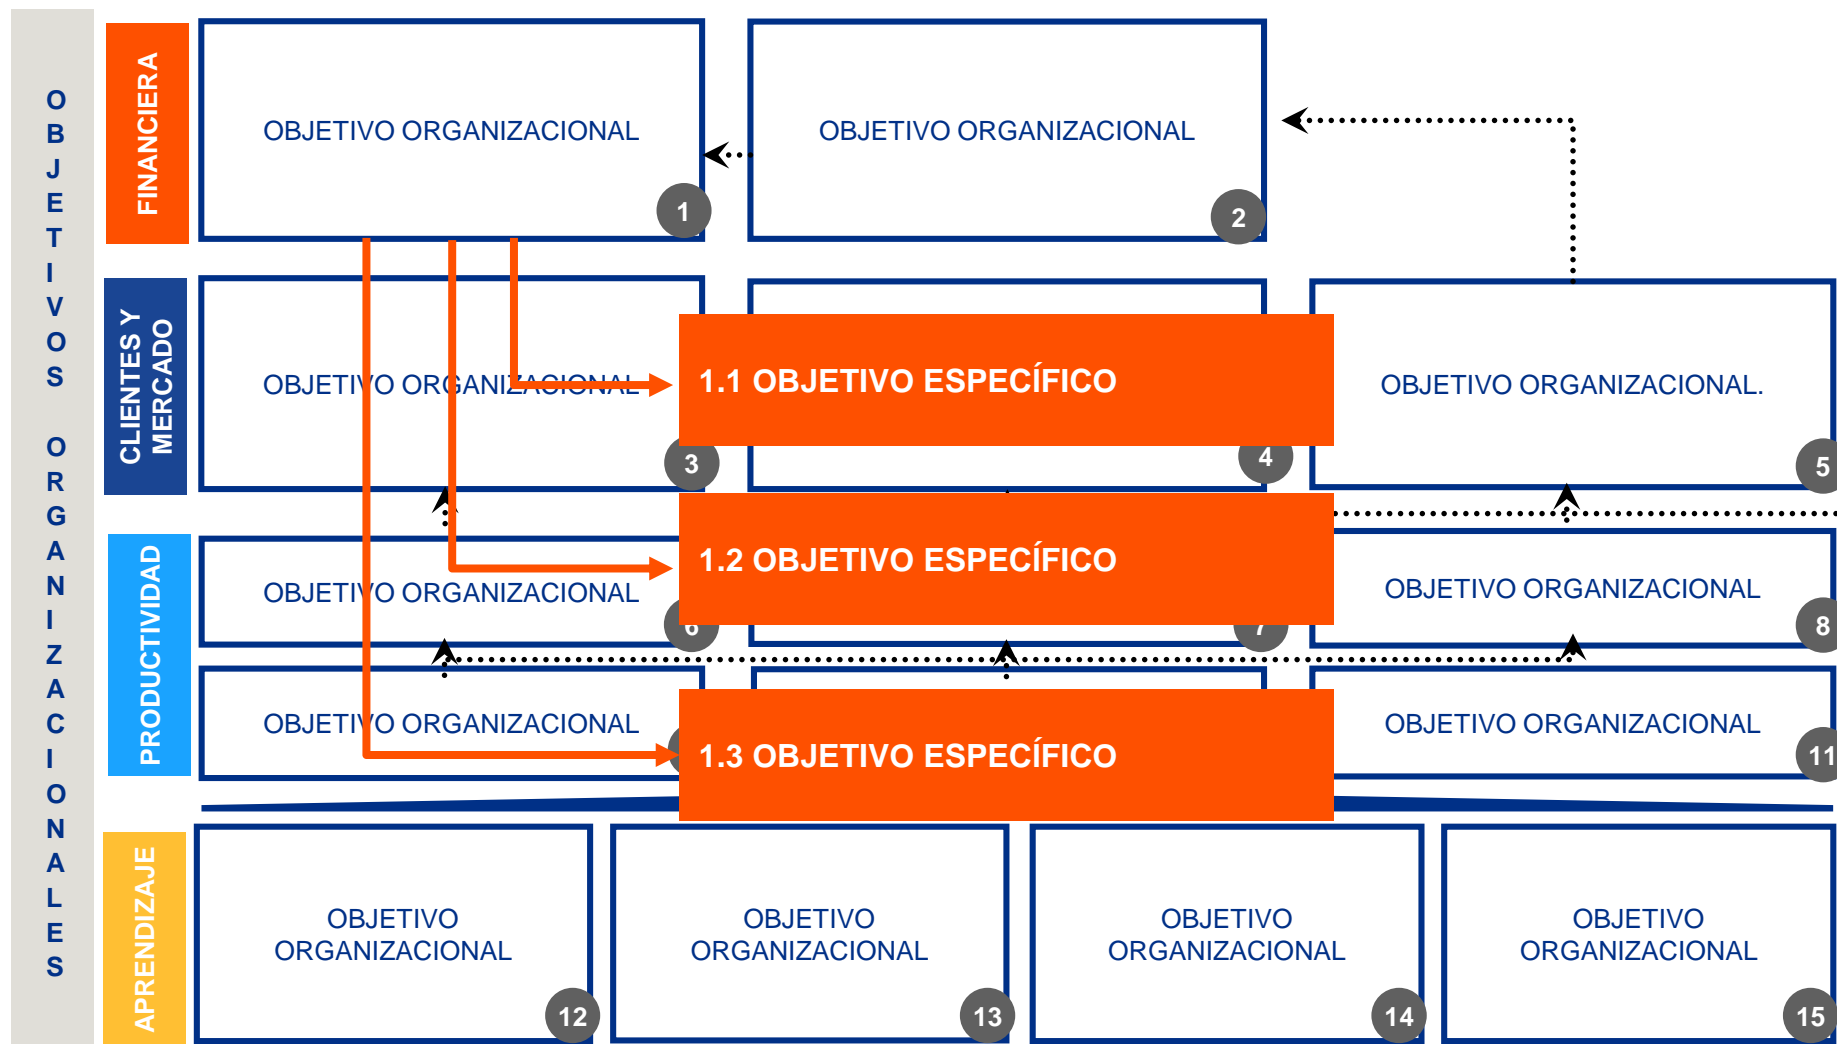 OBJETIVOS ORGANIZACIONALES
FINANCIERA
OBJETIVO ORGANIZACIONAL
1
OBJETIVO ORGANIZACIONAL
2
CLIENTES Y
MERCADO
OBJETIVO ORGANIZACIONAL
3
1.1 OBJETIVO ESPECÍFICO
4
OBJETIVO ORGANIZACIONAL.
5
PRODUCTIVIDAD
OBJETIVO ORGANIZACIONAL
6
1.2 OBJETIVO ESPECÍFICO
7
OBJETIVO ORGANIZACIONAL
8
OBJETIVO ORGANIZACIONAL
1.3 OBJETIVO ESPECÍFICO
OBJETIVO ORGANIZACIONAL
11
APRENDIZAJE
OBJETIVO
ORGANIZACIONAL
12
OBJETIVO
ORGANIZACIONAL
13
OBJETIVO
ORGANIZACIONAL
14
OBJETIVO
ORGANIZACIONAL
15